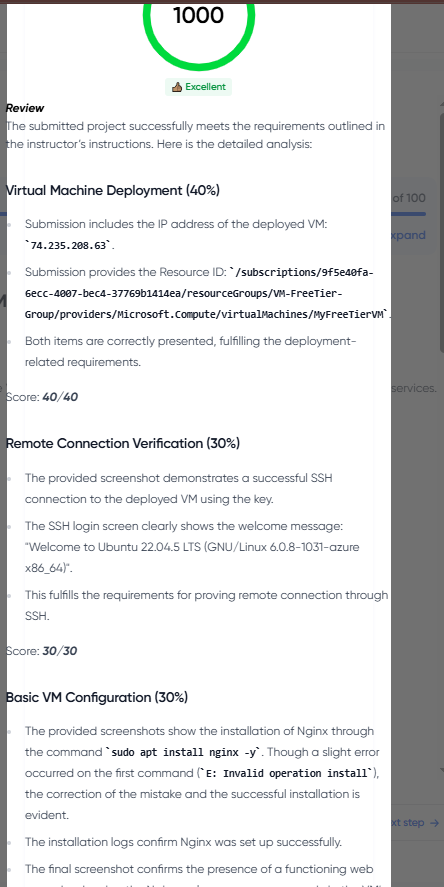 1000
👍 Excellent
Review
The submitted project successfully meets the requirements outlined in
the instructor's instructions. Here is the detailed analysis:
Virtual Machine Deployment (40%)
Submission includes the IP address of the deployed VM:
`74.235.208.63`.
Submission provides the Resource ID: `/subscriptions/9f5e40fa-
6ecc-4007-bec4-37769b1414ea/resourceGroups/VM-FreeTier-
Group/providers/Microsoft.Compute/virtualMachines/MyFreeTierVM`.
Both items are correctly presented, fulfilling the deployment-
related requirements.
Score: 40/40
Remote Connection Verification (30%)
The provided screenshot demonstrates a successful SSH
connection to the deployed VM using the key.
The SSH login screen clearly shows the welcome message:
"Welcome to Ubuntu 22.04.5 LTS (GNU/Linux 6.0.8-1031-azure
x86_64)".
This fulfills the requirements for proving remote connection through
SSH.
Score: 30/30
Basic VM Configuration (30%)
The provided screenshots show the installation of Nginx through
the command `sudo apt install nginx -y`. Though a slight error
occurred on the first command (`E: Invalid operation install`),
the correction of the mistake and the successful installation is
evident.
The installation logs confirm Nginx was set up successfully.
The final screenshot confirms the presence of a functioning web
of 100
xpand
services.
xt step →